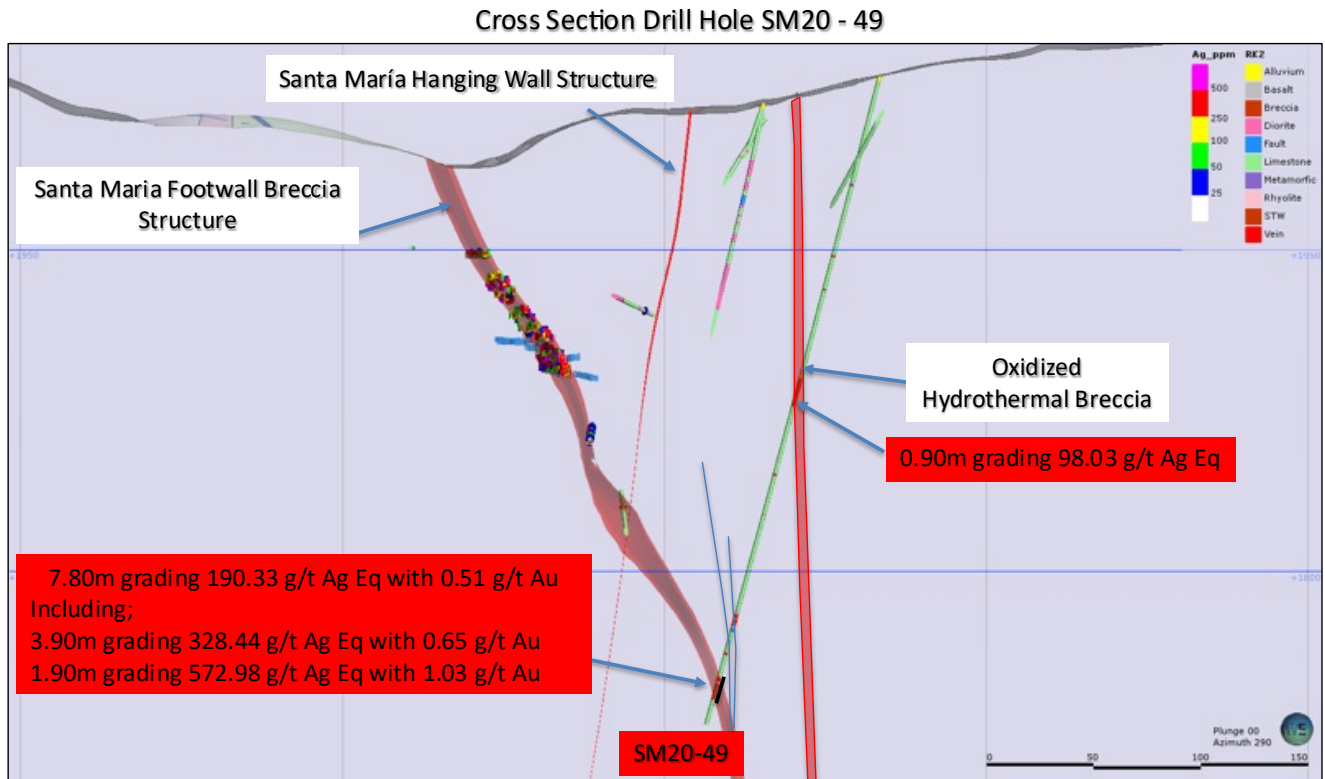 Cross Section Drill Hole SM20 - 49
Santa María Hanging Wall Structure
Santa Maria Footwall Breccia
Structure
Ag_ppm
500
250
100
50
25
RK2
Alluvium
Basalt
Breccia
Diorite
Fault
Limestone
Metamorfic
Rhyolite
STW
Vein
+1950
+1950
Oxidized
Hydrothermal Breccia
0.90m grading 98.03 g/t Ag Eq
7.80m grading 190.33 g/t Ag Eq with 0.51 g/t Au
Including;
3.90m grading 328.44 g/t Ag Eq with 0.65 g/t Au
1.90m grading 572.98 g/t Ag Eq with 1.03 g/t Au
+1800
SM20-49
Plunge 00
Azimuth 290
0
50
100
150